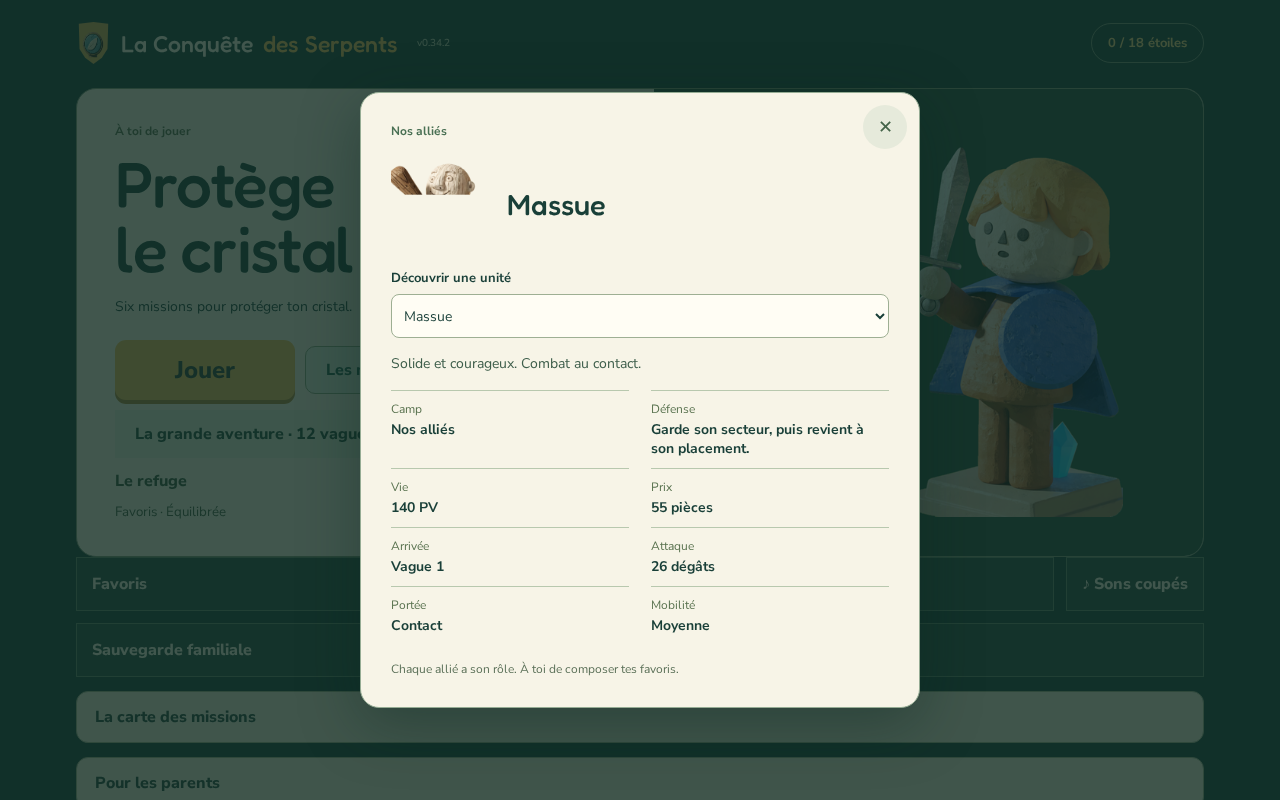 La Conquête des Serpents v0.34.2
0 / 18 étoiles
À toi de jouer
Protège
le cristal
Six missions pour protéger ton cristal.
Jouer
Les
La grande aventure · 12
Le refuge
Favoris · Équilibrée
Nos alliés
✕
Massue
Découvrir une unité
Massue
Solide et courageux. Combat au contact.
Camp
Nos alliés
Défense
Garde son secteur, puis revient à
son placement.
Vie
140 PV
Prix
55 pièces
Arrivée
Vague 1
Attaque
26 dégâts
Portée
Contact
Mobilité
Moyenne
Chaque allié a son rôle. À toi de composer tes favoris.
Favoris
♪ Sons coupés
Sauvegarde familiale
La carte des missions
Pour les parents